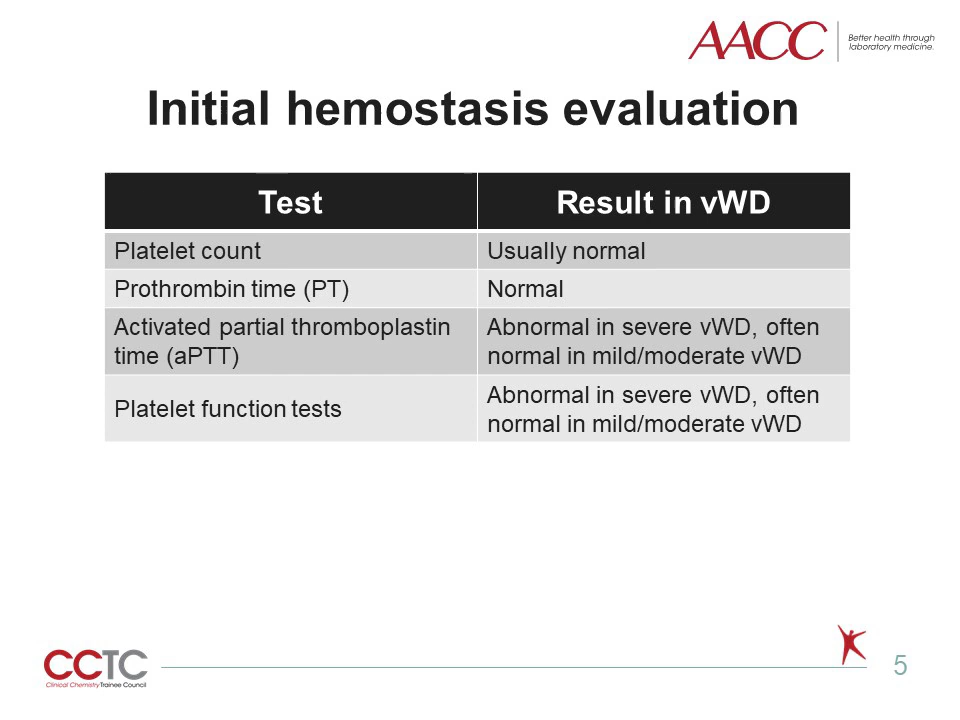 AACC
Better health through
laboratory medicine.
Initial hemostasis evaluation
Test
Result in vWD
Platelet count
Usually normal
Prothrombin time (PT)
Normal
Activated partial thromboplastin
time (aPTT)
Abnormal in severe vWD, often
normal in mild/moderate vWD
Platelet function tests
Abnormal in severe vWD, often
normal in mild/moderate vWD
CCTC
Clinical Chemistry Trainee Council
5